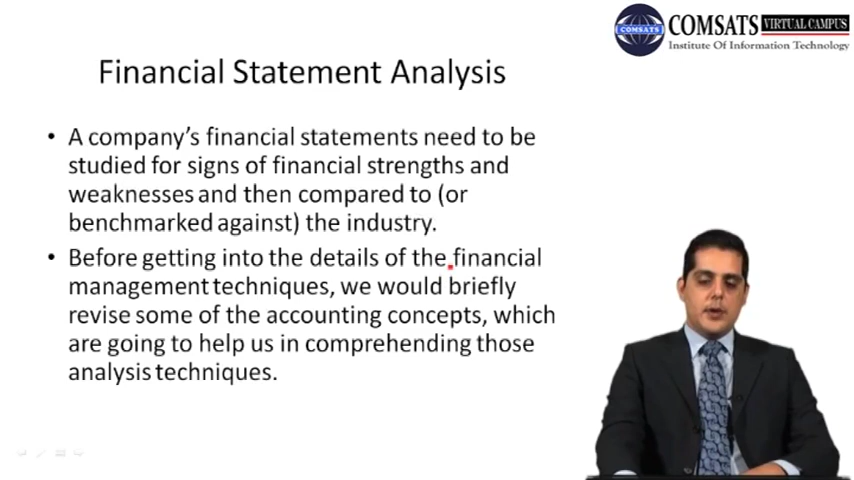 COMSATS VIRTUAL CAMPUS
Institute Of Information Technology
COMSATS
Financial Statement Analysis
• A company's financial statements need to be
studied for signs of financial strengths and
weaknesses and then compared to (or
benchmarked against) the industry.
• Before getting into the details of the financial
management techniques, we would briefly
revise some of the accounting concepts, which
are going to help us in comprehending those
analysis techniques.